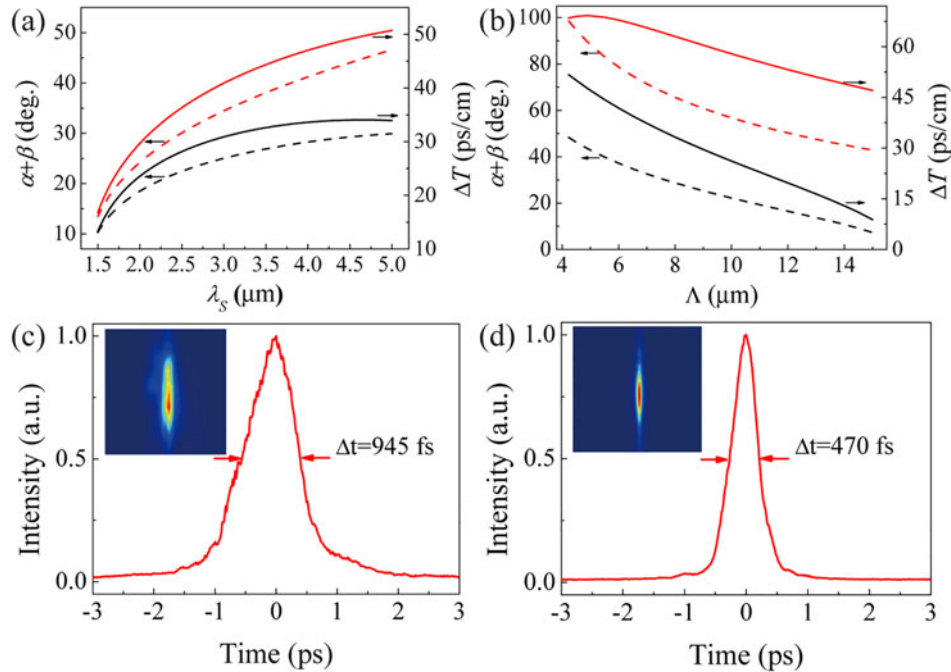 (a)
50
40
30
20
10
α+β (deg.)
50
40
30
20
10
ΔT (ps/cm)
1.5 2.0 2.5 3.0 3.5 4.0 4.5 5.0
λS (μm)
(b)
100
80
60
40
20
0
α+β (deg.)
60
45
30
15
0
ΔT (ps/cm)
4 6 8 10 12 14
Λ (μm)
(c)
1.0
0.5
0.0
Intensity (a.u.)
Δt=945 fs
-3 -2 -1 0 1 2 3
Time (ps)
(d)
1.0
0.5
0.0
Intensity (a.u.)
Δt=470 fs
-3 -2 -1 0 1 2 3
Time (ps)